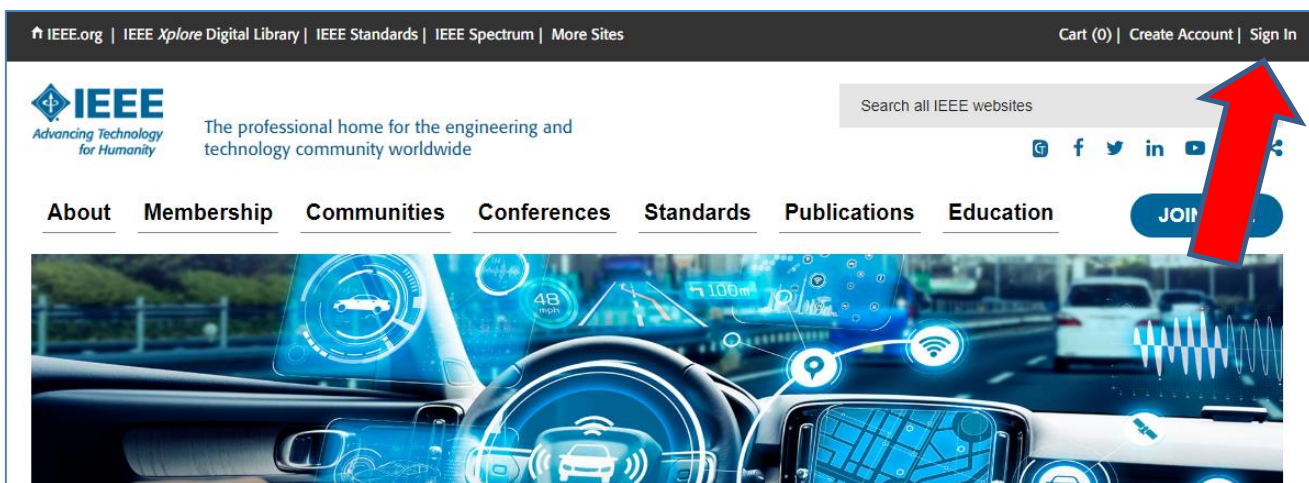 IEEE.org | IEEE Xplore Digital Library | IEEE Standards | IEEE Spectrum | More Sites Cart (0) | Create Account | Sign In
IEEE
Advancing Technology
for Humanity
The professional home for the engineering and
technology community worldwide
Search all IEEE websites
About Membership Communities Conferences Standards Publications Education
48
mph
100m